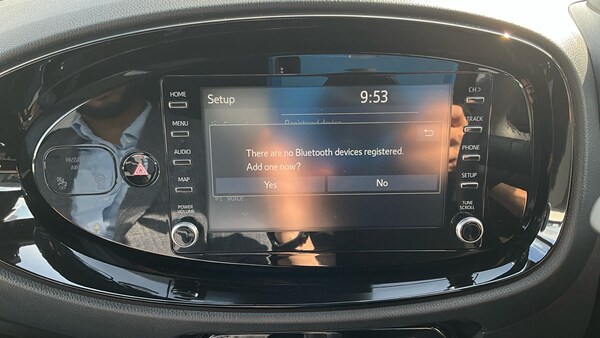 HOME
MENU
AUDIO
MAP
POWER
VOLUME
Setup
9:53
There are no Bluetooth devices registered.
Add one now?
Yes
No
VOICE
CH >
TRACK
PHONE
SETUP
TUNE
SCROLL